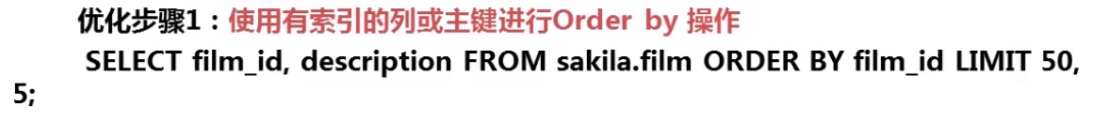 优化步骤1：使用有索引的列或主键进行Order by 操作
SELECT film_id, description FROM sakila.film ORDER BY film_id LIMIT 50,
5;